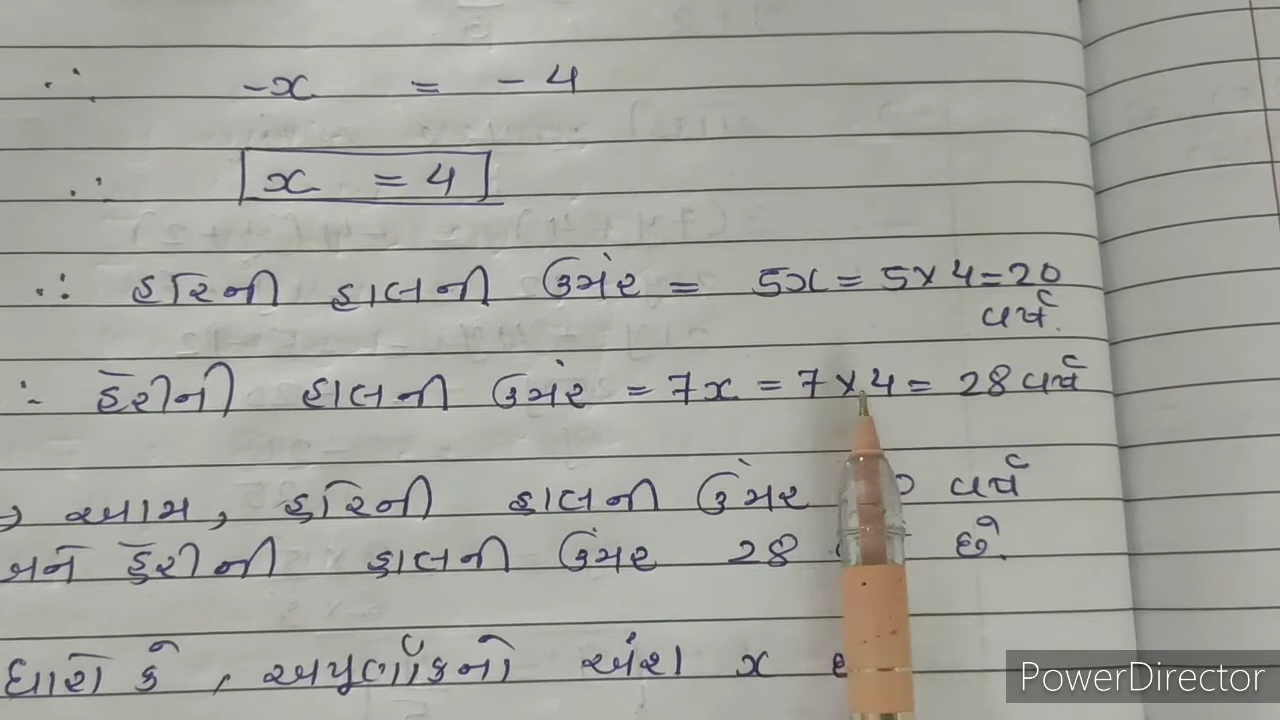 ∴ -x = - 4
∴ x = 4
∴ હરિની હાલની ઉંમર = 5x = 5 x 4 = 20
વર્ષ.
∴ હેરીની હાલની ઉંમર = 7x = 7 x 4 = 28 વર્ષ
આમ, હરિની હાલની ઉંમર વર્ષ
અને હેરીની હાલની ઉંમર 28 છે.
ધારો કે, અપૂર્ણાંકનો અંશ x
PowerDirector